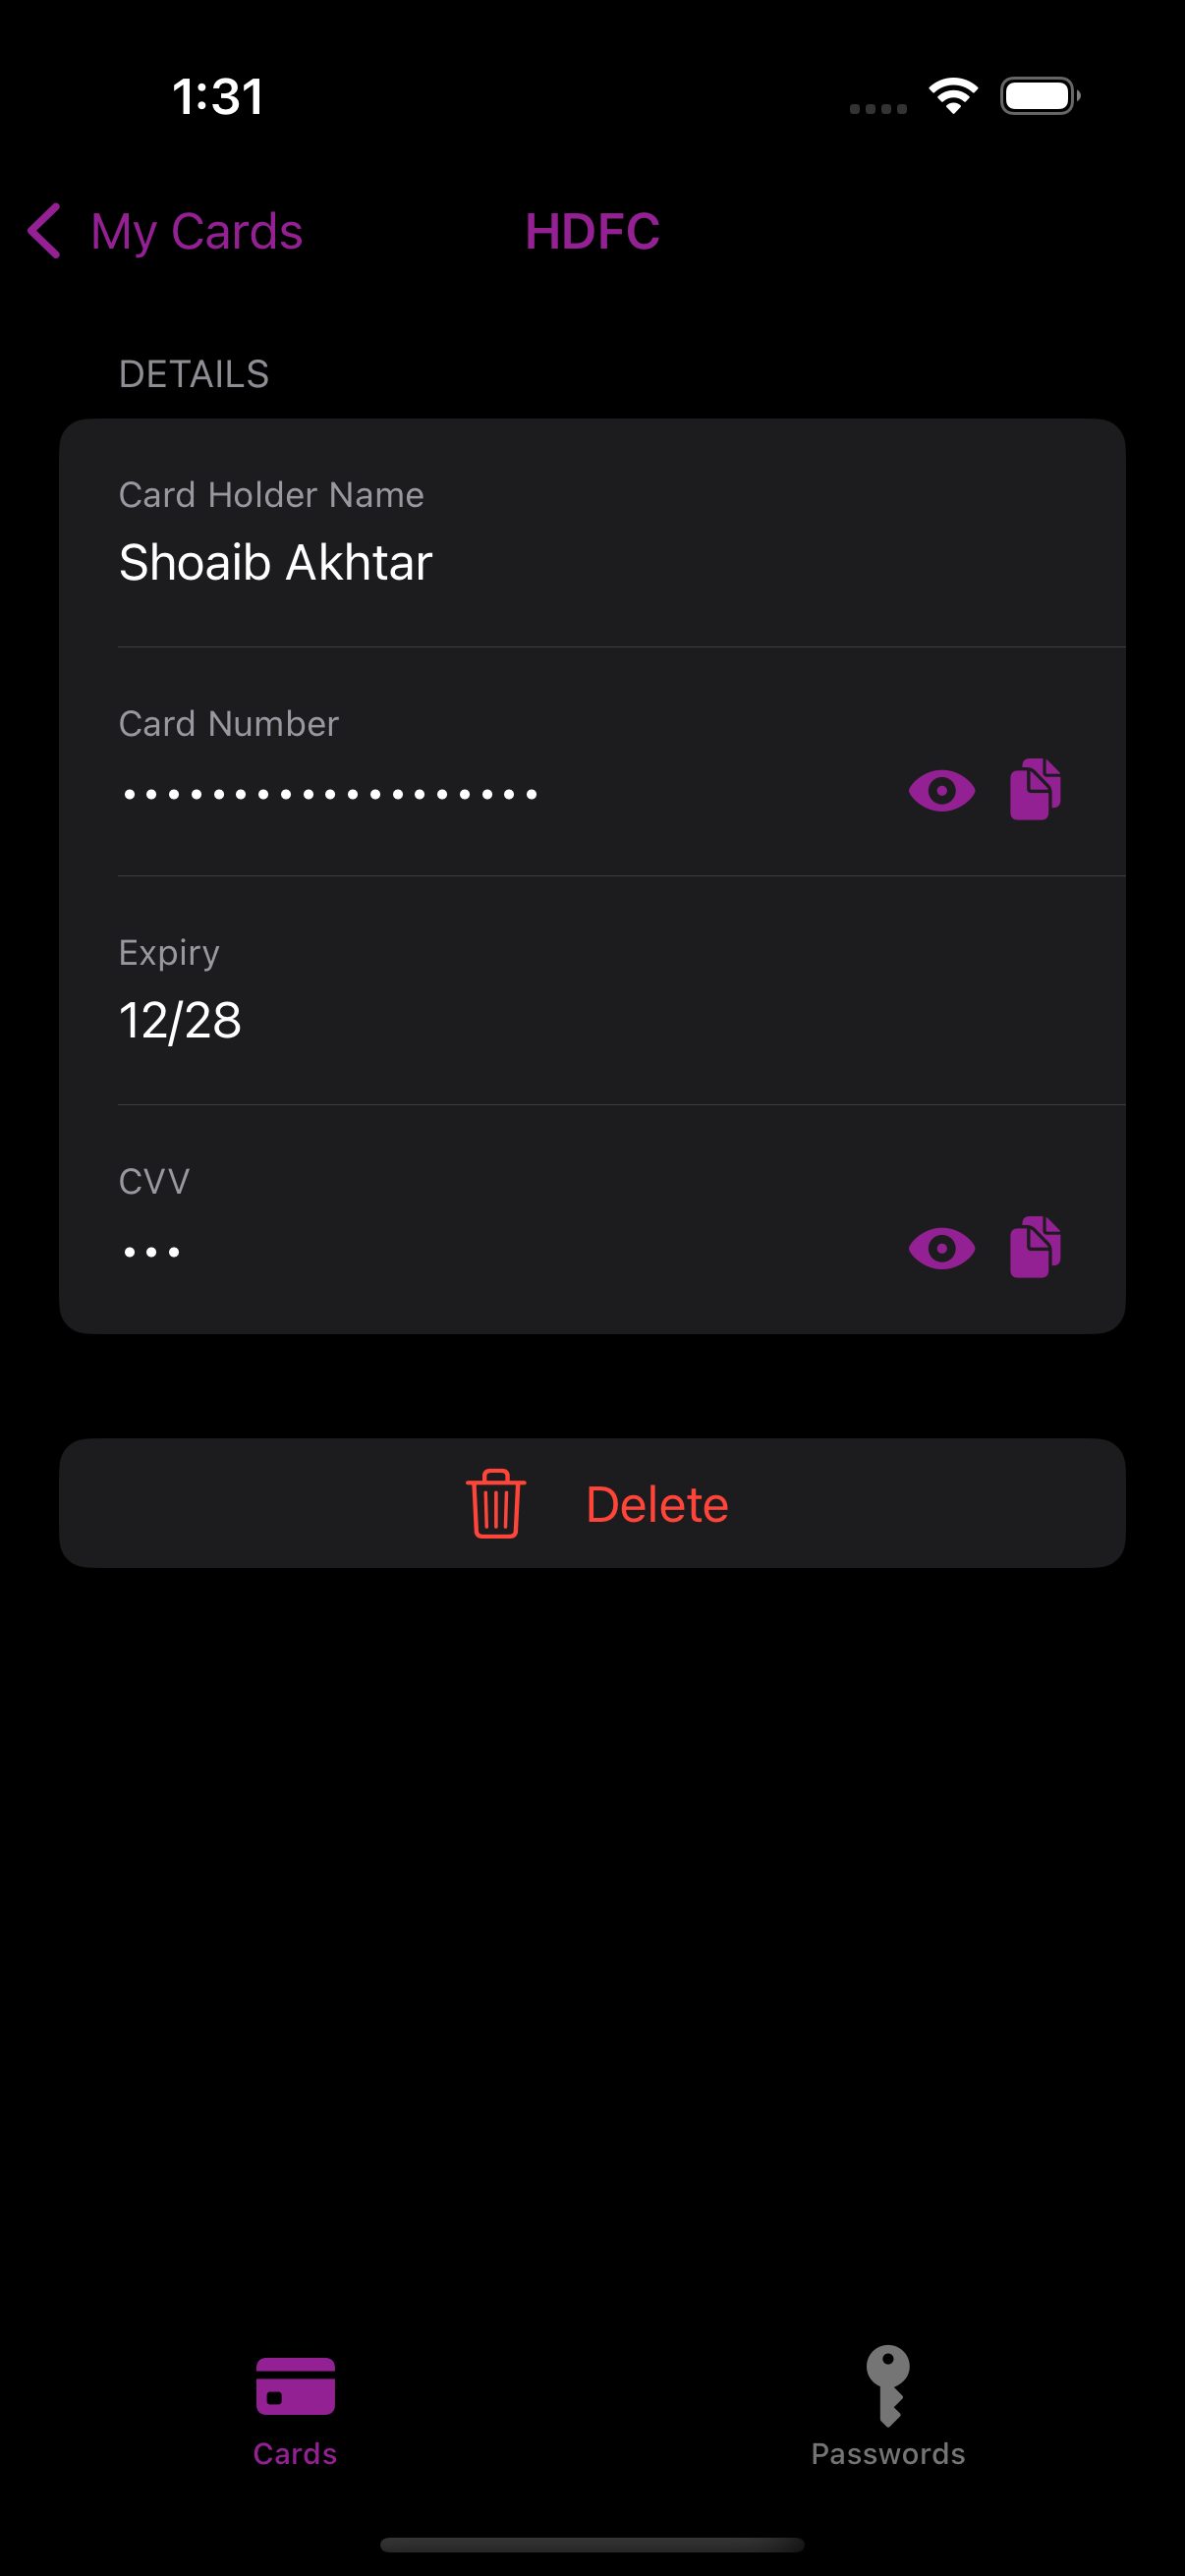 1:31
My Cards
HDFC
DETAILS
Card Holder Name
Shoaib Akhtar
Card Number
•••••••••••••••••••
Expiry
12/28
CVV
•••
Delete
Cards
Passwords